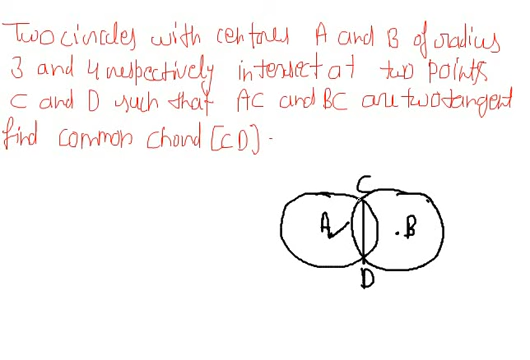 Two circles with centres A and B of radius
3 and 4 respectively intersect at two points
C and D such that AC and BC are two tangent
find common chord [CD].
C
A
.B
D